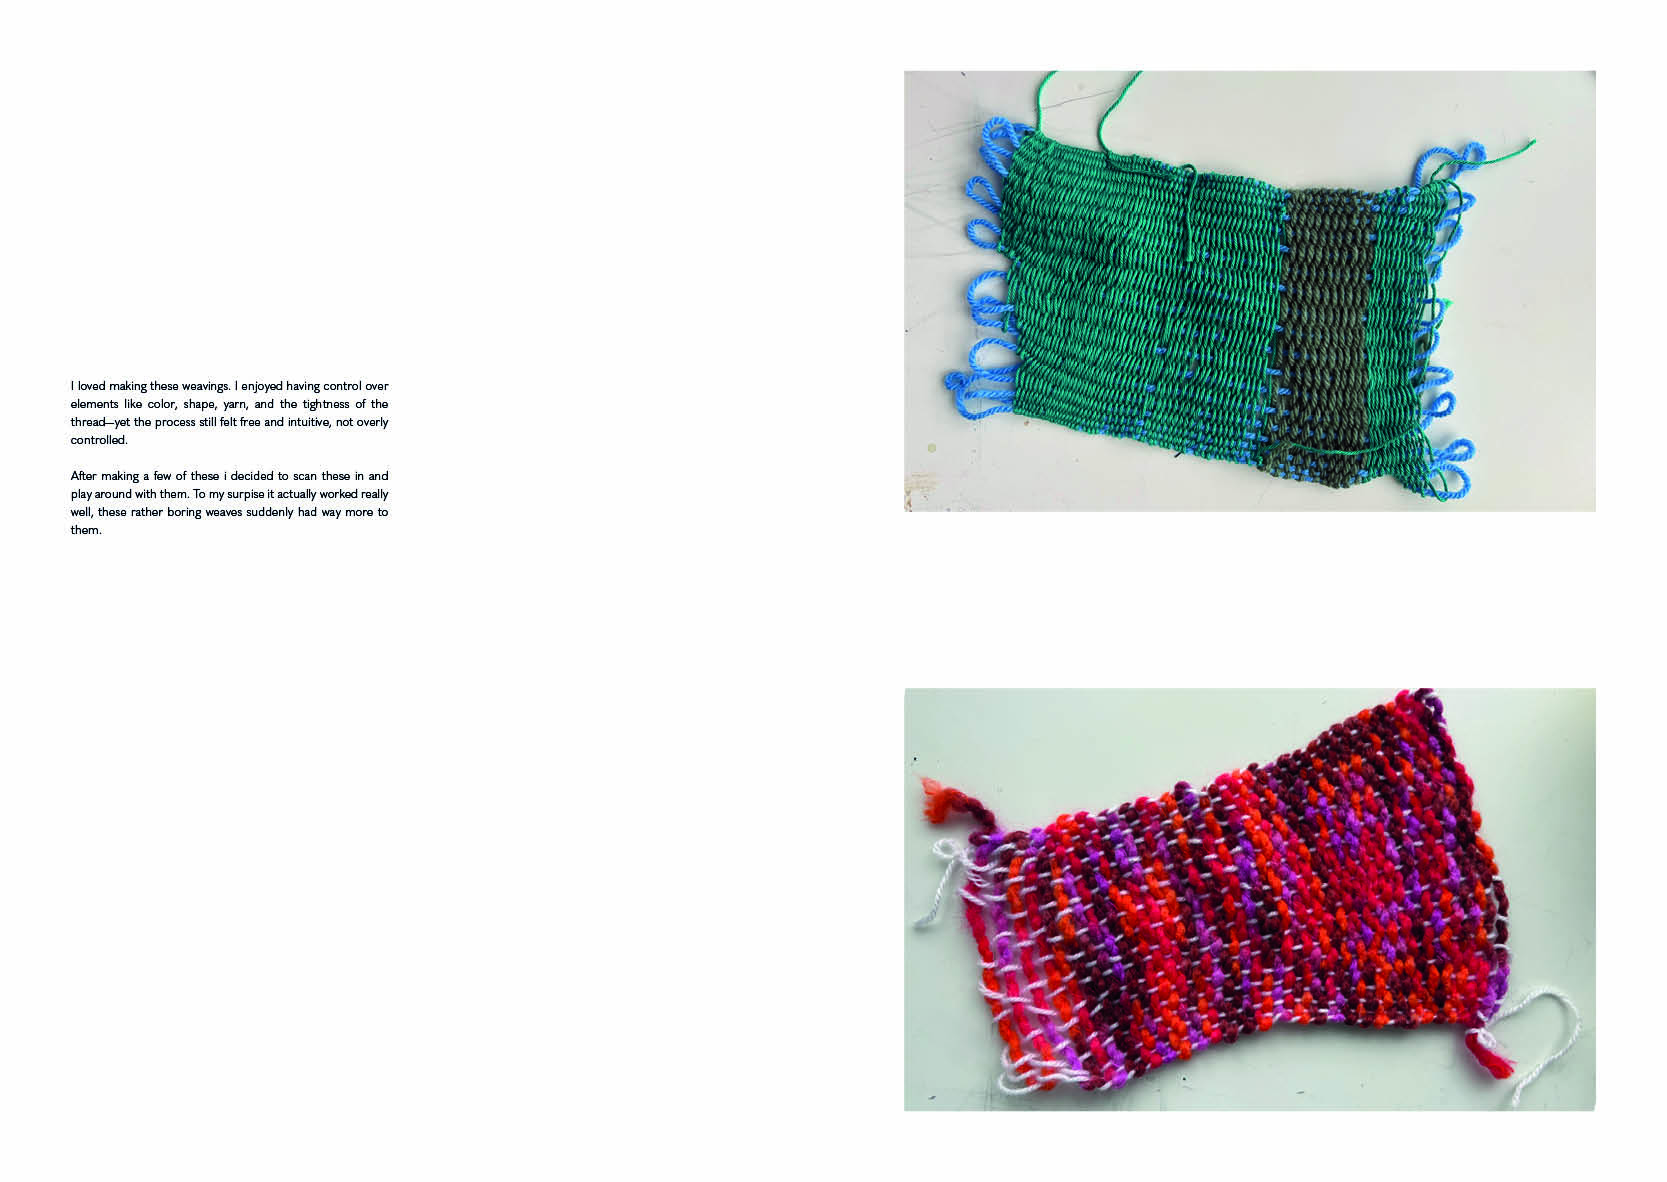 I loved making these weavings. I enjoyed having control over
elements like color, shape, yarn, and the tightness of the
thread—yet the process still felt free and intuitive, not overly
controlled.
After making a few of these i decided to scan these in and
play around with them. To my surpise it actually worked really
well, these rather boring weaves suddenly had way more to
them.